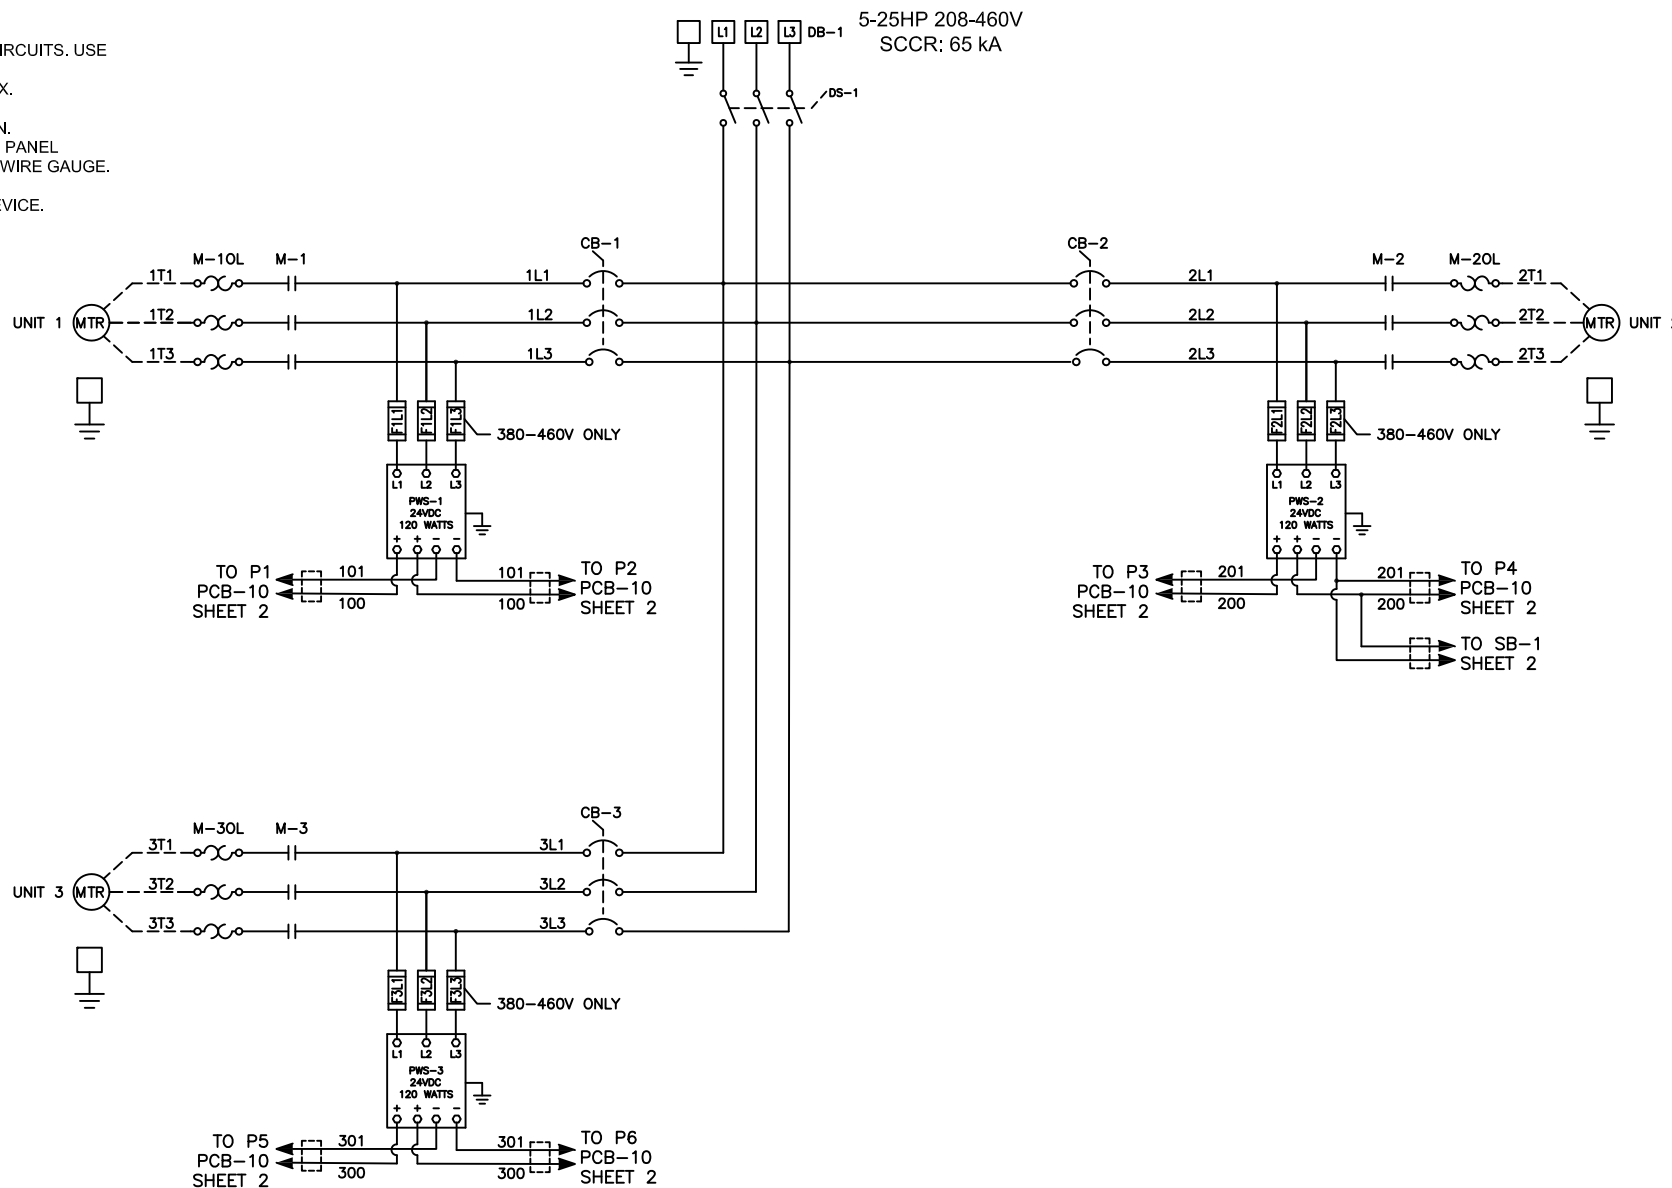 IRCUITS. USE
X.
N.
PANEL
WIRE GAUGE.
EVICE.
L1 L2 L3 DB-1
5-25HP 208-460V
SCCR: 65 kA
DS-1
CB-1
CB-2
M-1OL M-1
M-2 M-2OL
1T1 1L1 2L1 2T1
UNIT 1 MTR 1T2 1L2 2L2 2T2 MTR UNIT
1T3 1L3 2L3 2T3
F1L1 F1L2 F1L3
380-460V ONLY
F2L1 F2L2 F2L3
380-460V ONLY
L1 L2 L3
PWS-1
24VDC
120 WATTS
+ + - -
L1 L2 L3
PWS-2
24VDC
120 WATTS
+ + - -
TO P1
PCB-10
SHEET 2
101
100
101
100
TO P2
PCB-10
SHEET 2
TO P3
PCB-10
SHEET 2
201
200
201
200
TO P4
PCB-10
SHEET 2
TO SB-1
SHEET 2
CB-3
M-3OL M-3
3T1 3L1
UNIT 3 MTR 3T2 3L2
3T3 3L3
F3L1 F3L2 F3L3
380-460V ONLY
L1 L2 L3
PWS-3
24VDC
120 WATTS
+ + - -
TO P5
PCB-10
SHEET 2
301
300
301
300
TO P6
PCB-10
SHEET 2